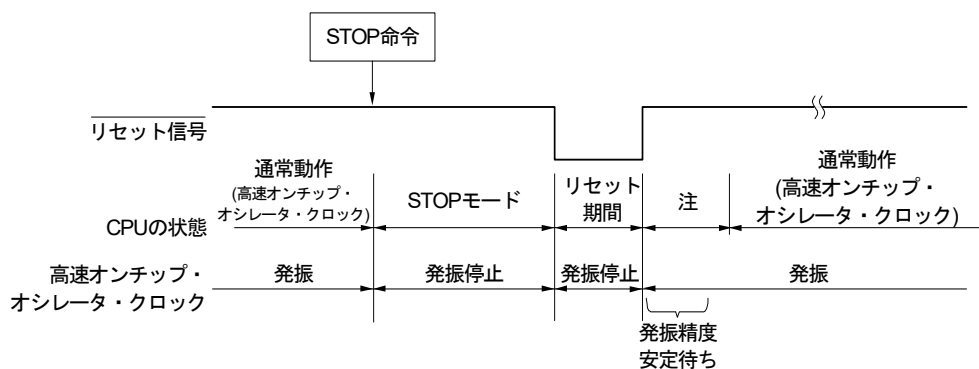 STOP命令
リセット信号
通常動作
(高速オンチップ・
オシレータ・クロック)
STOPモード
リセット
期間
注
通常動作
(高速オンチップ・
オシレータ・クロック)
CPUの状態
高速オンチップ・
オシレータ・クロック
発振
発振停止
発振停止
発振
発振精度
安定待ち